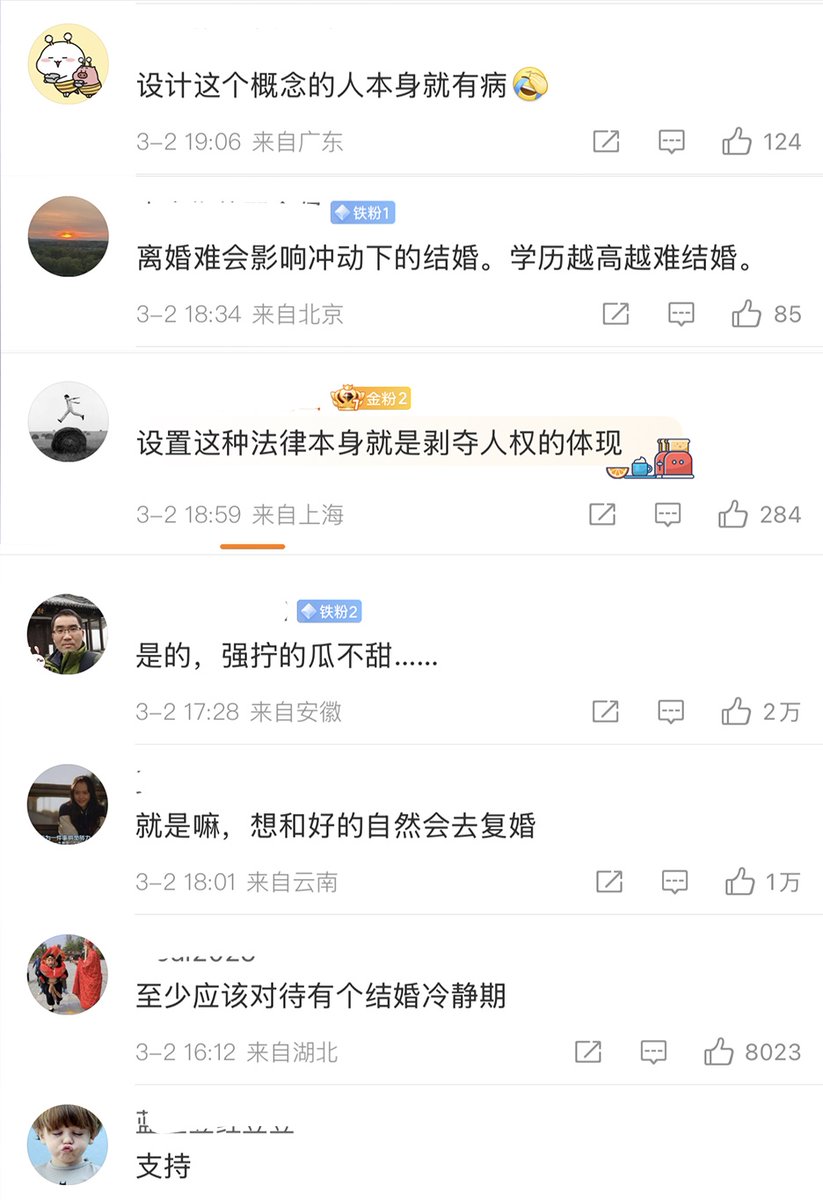 设计这个概念的人本身就有病🤣
3-2 19:06 来自广东
124
铁粉1
离婚难会影响冲动下的结婚。学历越高越难结婚。
3-2 18:34 来自北京
85
金粉2
设置这种法律本身就是剥夺人权的体现
3-2 18:59 来自上海
284
铁粉2
是的，强拧的瓜不甜……
3-2 17:28 来自安徽
2万
就是嘛，想和好的自然会去复婚
3-2 18:01 来自云南
1万
至少应该对待有个结婚冷静期
3-2 16:12 来自湖北
8023
支持